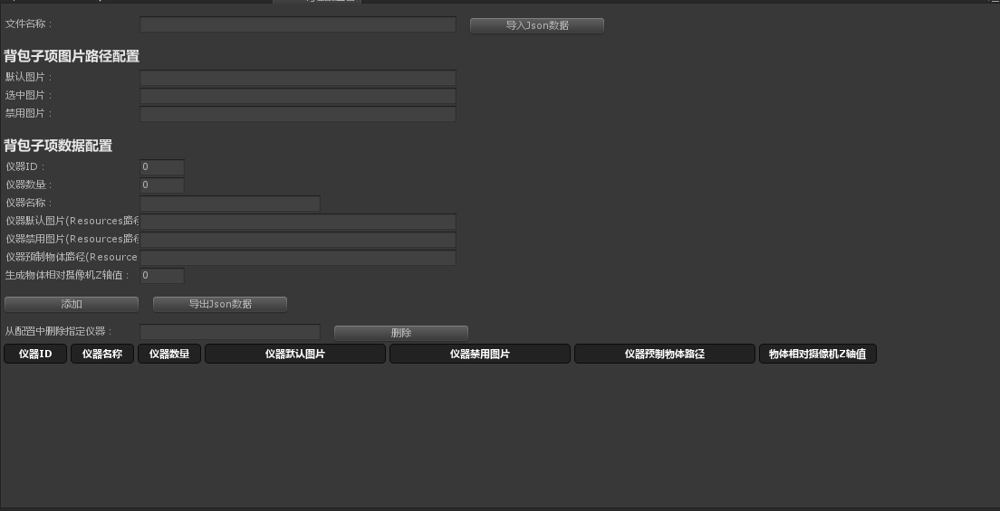 文件名称： 导入Json数据
背包子项图片路径配置
默认图片：
选中图片：
禁用图片：
背包子项数据配置
仪器ID： 0
仪器数量： 0
仪器名称：
仪器默认图片(Resources路径
仪器禁用图片(Resources路径
仪器预制物体路径(Resource
生成物体相对摄像机Z轴值： 0
添加 导出Json数据
从配置中删除指定仪器： 删除
仪器ID 仪器名称 仪器数量 仪器默认图片 仪器禁用图片 仪器预制物体路径 物体相对摄像机Z轴值